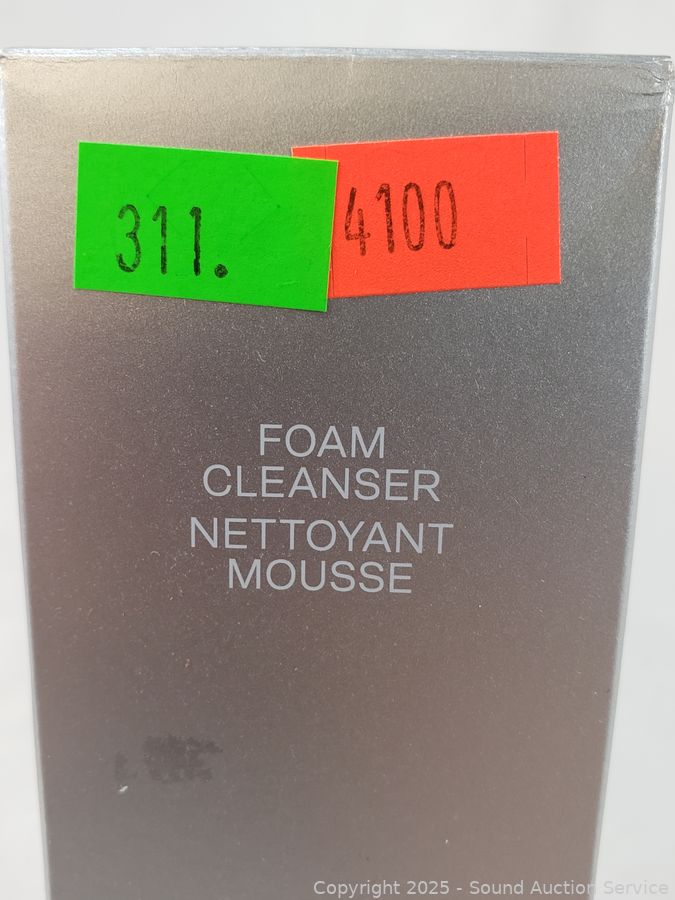 311.
4100
FOAM
CLEANSER
NETTOYANT
MOUSSE
Copyright 2025 - Sound Auction Service